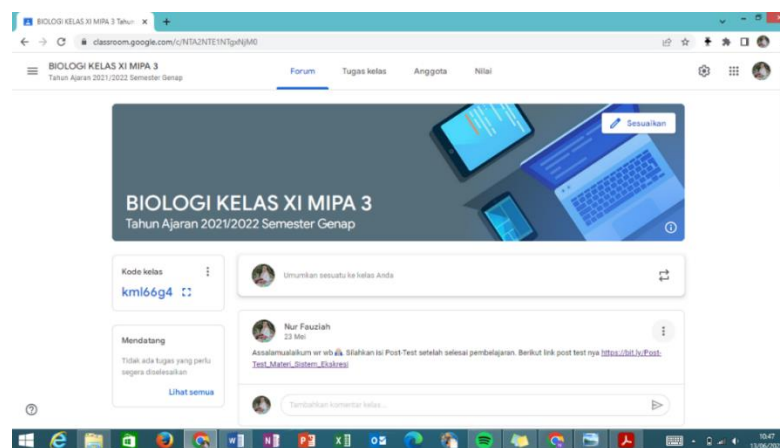 BIOLOGI KELAS XI MIPA 3 Tahun
classroom.google.com/c/NTA2NTE1NTgxNjM0
BIOLOGI KELAS XI MIPA 3
Tahun Ajaran 2021/2022 Semester Genap
Forum
Tugas kelas
Anggota
Nilai
Sesuaikan
BIOLOGI KELAS XI MIPA 3
Tahun Ajaran 2021/2022 Semester Genap
Kode kelas
kml66g4
Umumkan sesuatu ke kelas Anda
Mendatang
Tidak ada tugas yang perlu
segera diselesaikan
Lihat semua
Nur Fauziah
23 Mei
Assalamualaikum wr wb. Silahkan isi Post-Test setelah selesai pembelajaran. Berikut link post test nya https://bit.ly/Post-
Test_Materi_Sistem_Ekskresi
Tambahkan komentar kelas...
10.47